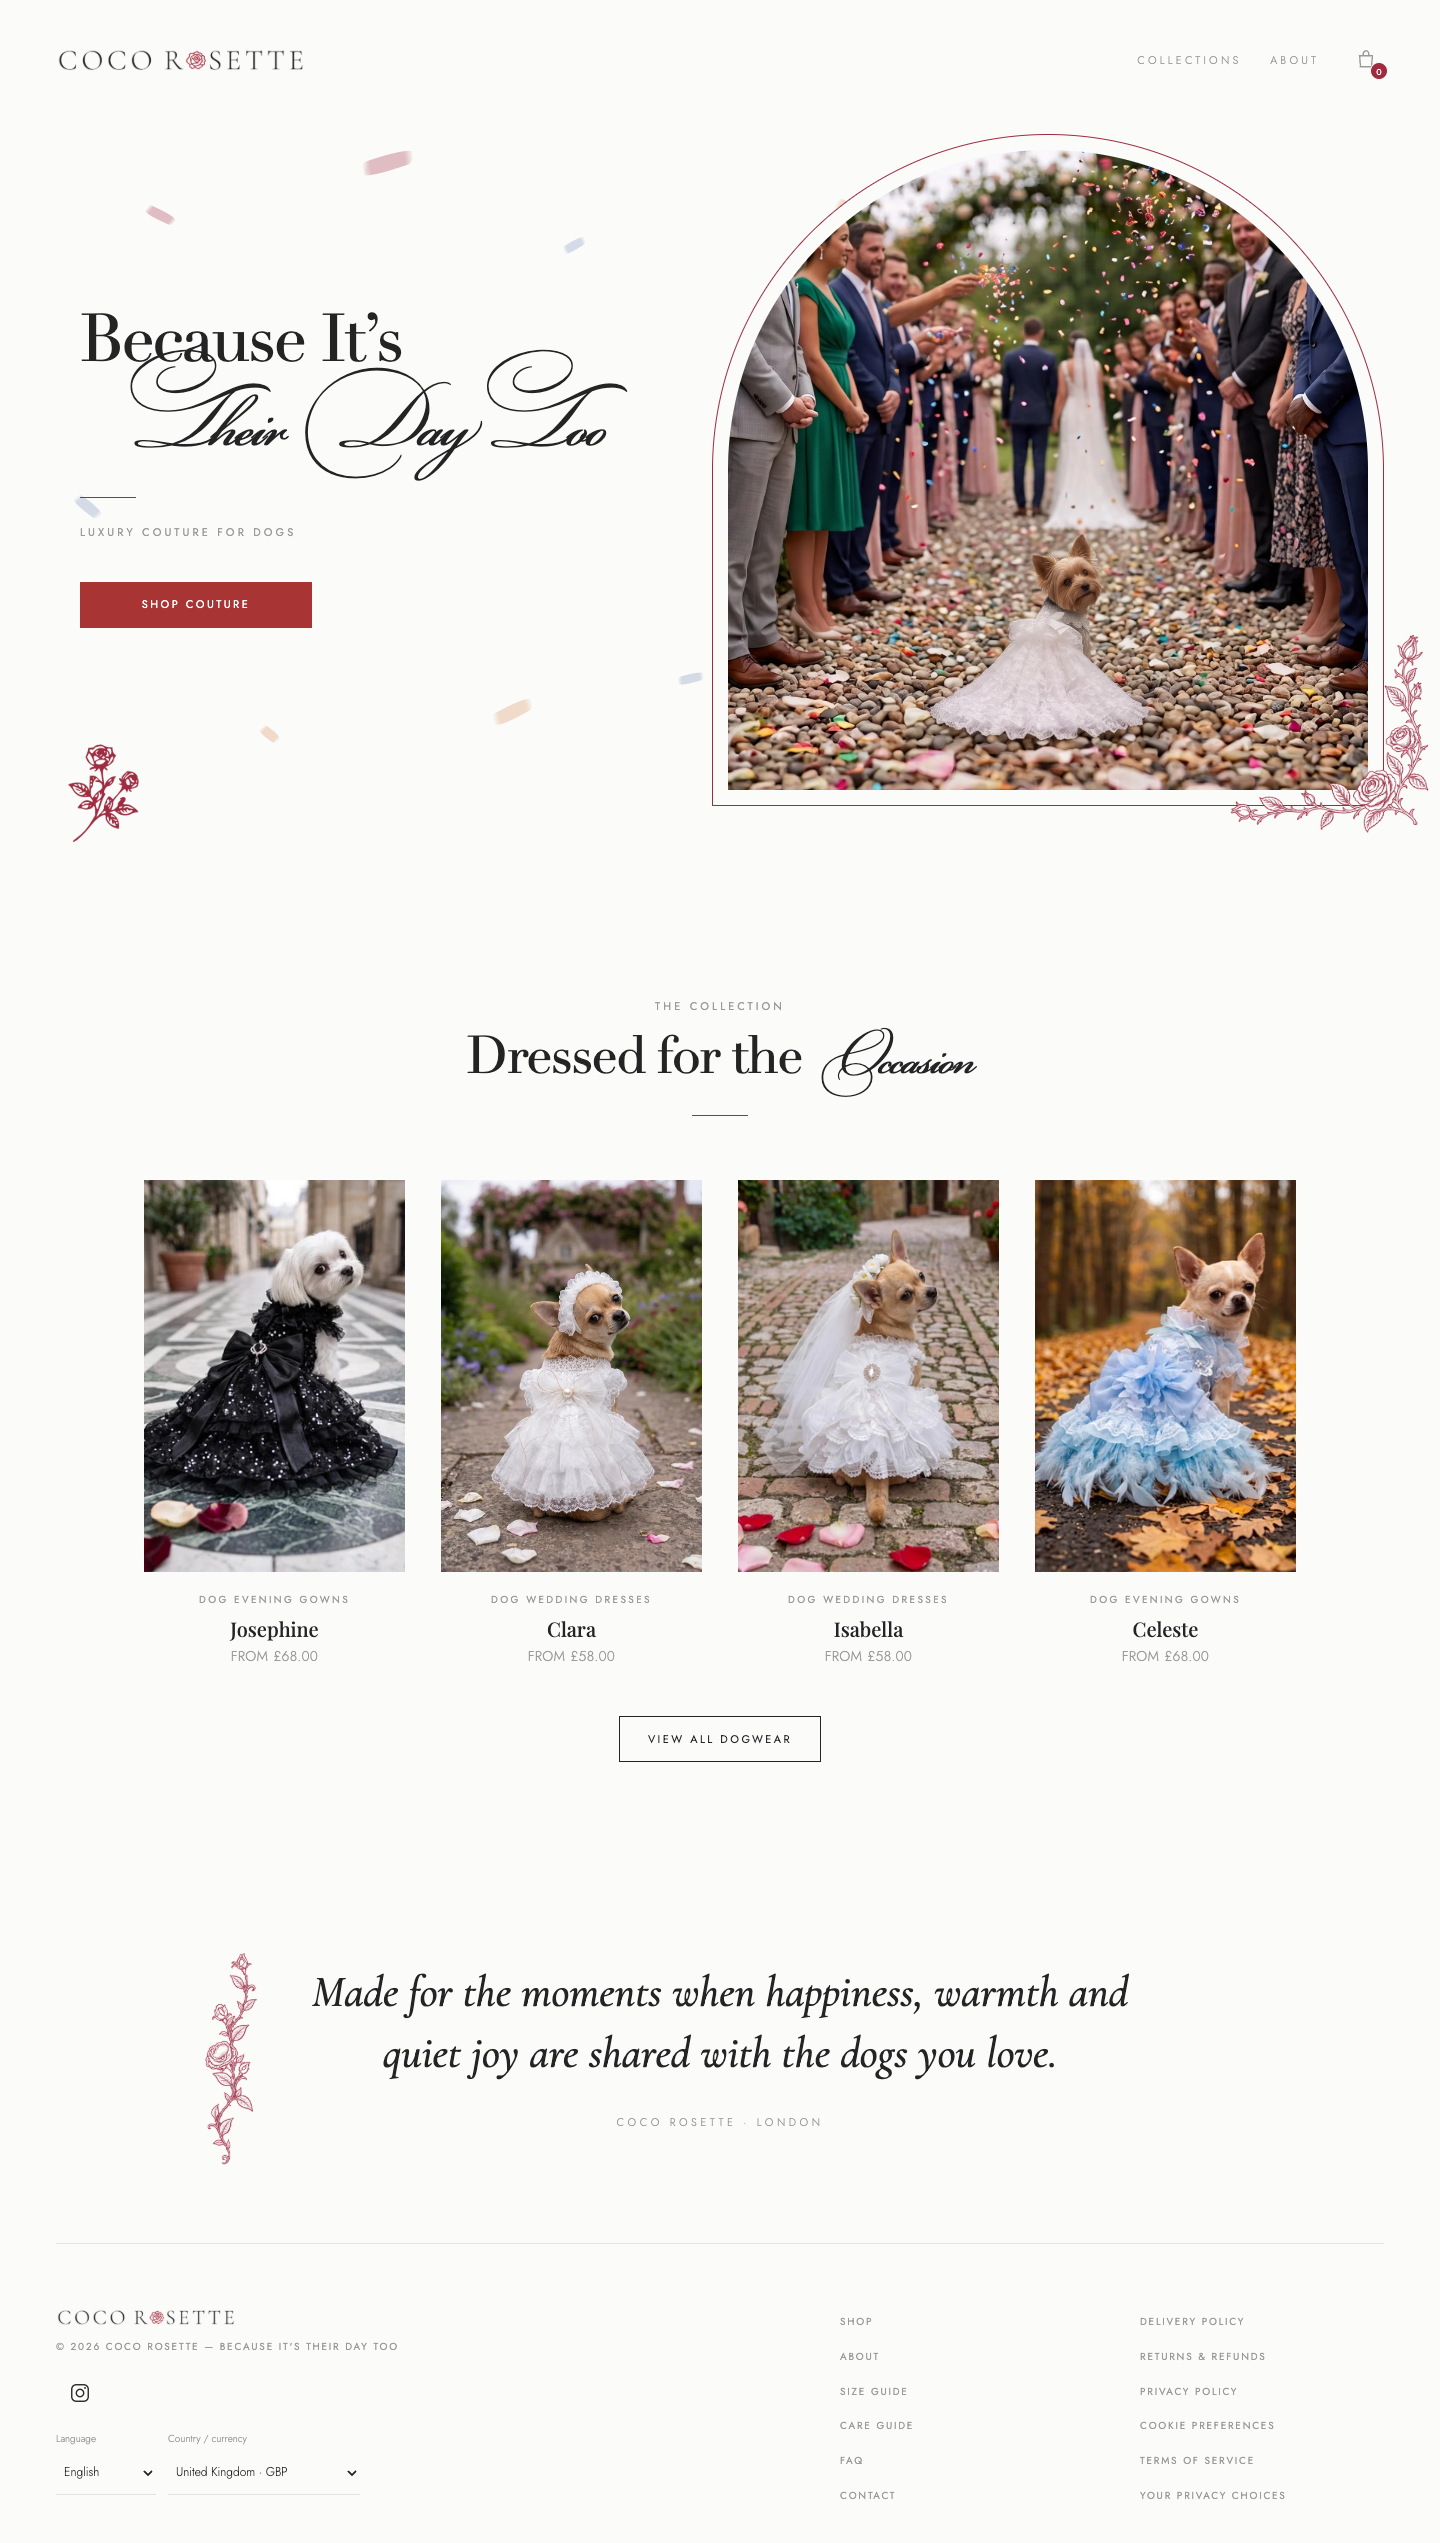 COCO ROSETTE
COLLECTIONS ABOUT
0
Because It's
Their Day Too
LUXURY COUTURE FOR DOGS
SHOP COUTURE
THE COLLECTION
Dressed for the Occasion
DOG EVENING GOWNS
Josephine
FROM £68.00
DOG WEDDING DRESSES
Clara
FROM £58.00
DOG WEDDING DRESSES
Isabella
FROM £58.00
DOG EVENING GOWNS
Celeste
FROM £68.00
VIEW ALL DOGWEAR
Made for the moments when happiness, warmth and
quiet joy are shared with the dogs you love.
COCO ROSETTE · LONDON
COCO ROSETTE
© 2026 COCO ROSETTE — BECAUSE IT'S THEIR DAY TOO
Language
English
Country / currency
United Kingdom · GBP
SHOP
ABOUT
SIZE GUIDE
CARE GUIDE
FAQ
CONTACT
DELIVERY POLICY
RETURNS & REFUNDS
PRIVACY POLICY
COOKIE PREFERENCES
TERMS OF SERVICE
YOUR PRIVACY CHOICES